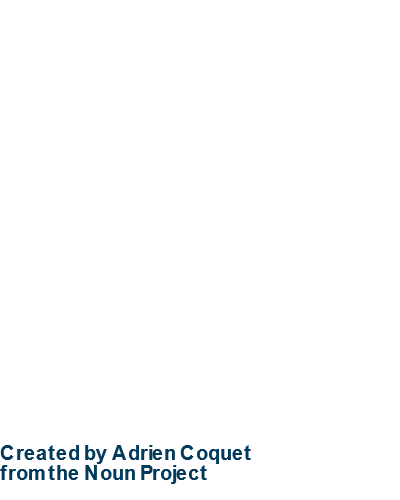 Created by Adrien Coquet
from the Noun Project